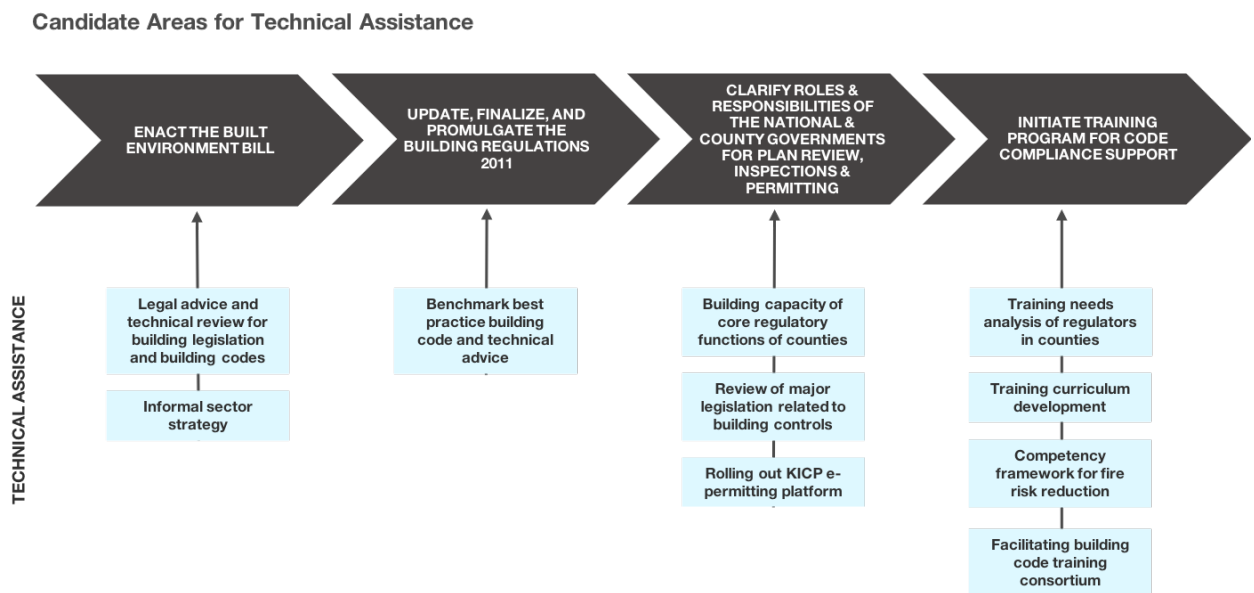 Candidate Areas for Technical Assistance
ENACT THE BUILT
ENVIRONMENT BILL
UPDATE, FINALIZE, AND
PROMULGATE THE
BUILDING REGULATIONS
2011
CLARIFY ROLES &
RESPONSIBILITIES OF
THE NATIONAL &
COUNTY GOVERNMENTS
FOR PLAN REVIEW,
INSPECTIONS &
PERMITTING
INITIATE TRAINING
PROGRAM FOR CODE
COMPLIANCE SUPPORT
TECHNICAL ASSISTANCE
Legal advice and
technical review for
building legislation
and building codes
Informal sector
strategy
Benchmark best
practice building
code and technical
advice
Building capacity of
core regulatory
functions of counties
Review of major
legislation related to
building controls
Rolling out KICP e-
permitting platform
Training needs
analysis of regulators
in counties
Training curriculum
development
Competency
framework for fire
risk reduction
Facilitating building
code training
consortium